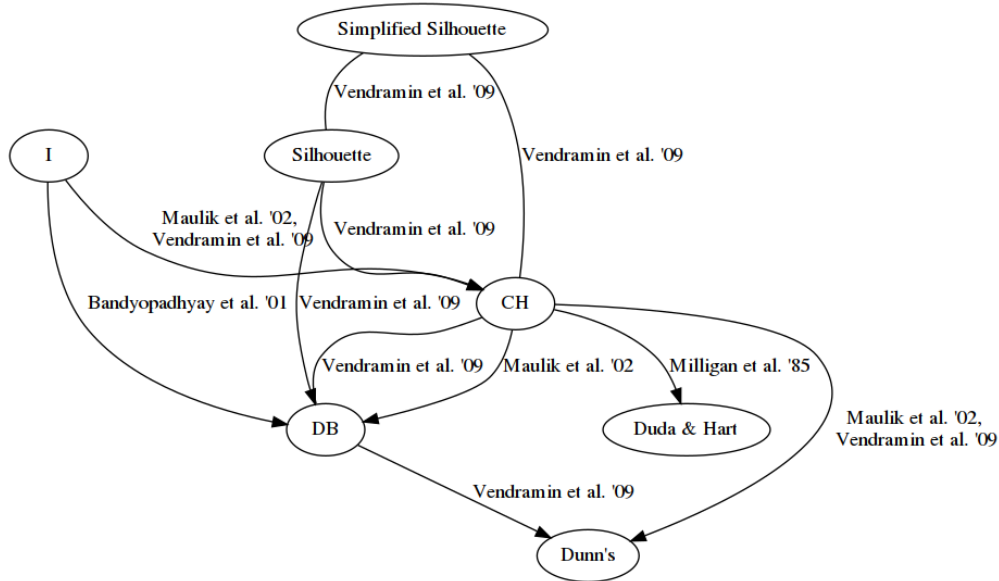 Simplified Silhouette
Vendramin et al. '09
I
Silhouette
Vendramin et al. '09
Maulik et al. '02,
Vendramin et al. '09
Vendramin et al. '09
Bandyopadhyay et al. '01
Vendramin et al. '09
CH
Vendramin et al. '09
Maulik et al. '02
Milligan et al. '85
DB
Duda & Hart
Maulik et al. '02,
Vendramin et al. '09
Vendramin et al. '09
Dunn's